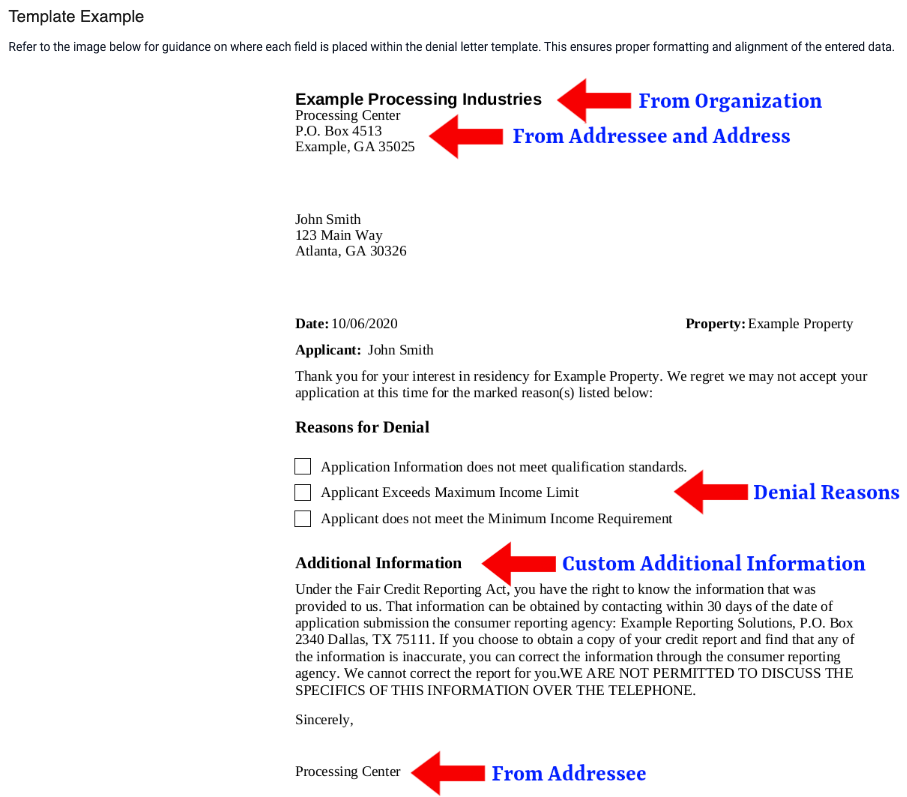 Template Example
Refer to the image below for guidance on where each field is placed within the denial letter template. This ensures proper formatting and alignment of the entered data.
Example Processing Industries
From Organization
Processing Center
P.O. Box 4513
From Addressee and Address
Example, GA 35025
John Smith
123 Main Way
Atlanta, GA 30326
Date: 10/06/2020 Property: Example Property
Applicant: John Smith
Thank you for your interest in residency for Example Property. We regret we may not accept your
application at this time for the marked reason(s) listed below:
Reasons for Denial
Application Information does not meet qualification standards.
Applicant Exceeds Maximum Income Limit
Denial Reasons
Applicant does not meet the Minimum Income Requirement
Additional Information
Custom Additional Information
Under the Fair Credit Reporting Act, you have the right to know the information that was
provided to us. That information can be obtained by contacting within 30 days of the date of
application submission the consumer reporting agency: Example Reporting Solutions, P.O. Box
2340 Dallas, TX 75111. If you choose to obtain a copy of your credit report and find that any of
the information is inaccurate, you can correct the information through the consumer reporting
agency. We cannot correct the report for you.WE ARE NOT PERMITTED TO DISCUSS THE
SPECIFICS OF THIS INFORMATION OVER THE TELEPHONE.
Sincerely,
Processing Center
From Addressee